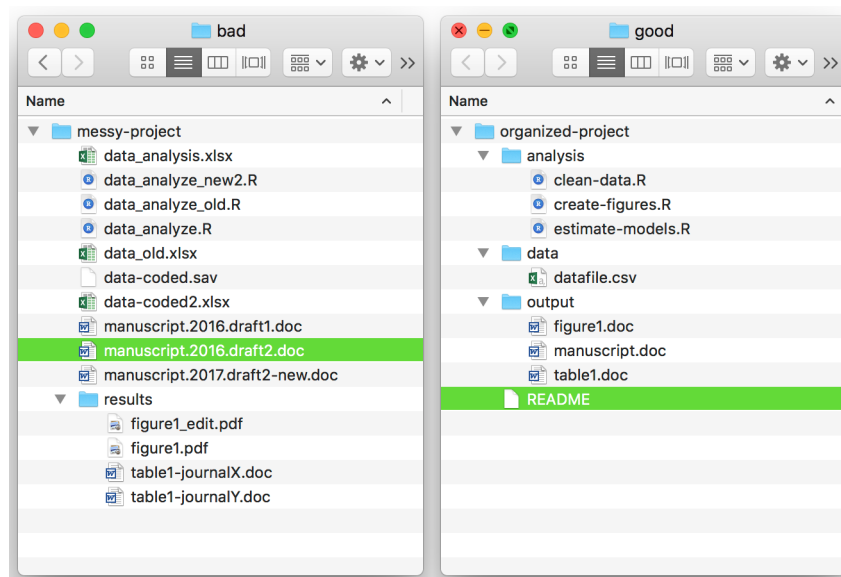 bad
Name
messy-project
data_analysis.xlsx
data_analyze_new2.R
data_analyze_old.R
data_analyze.R
data_old.xlsx
data-coded.sav
data-coded2.xlsx
manuscript.2016.draft1.doc
manuscript.2016.draft2.doc
manuscript.2017.draft2-new.doc
results
figure1_edit.pdf
figure1.pdf
table1-journalX.doc
table1-journalY.doc
good
Name
organized-project
analysis
clean-data.R
create-figures.R
estimate-models.R
data
datafile.csv
output
figure1.doc
manuscript.doc
table1.doc
README